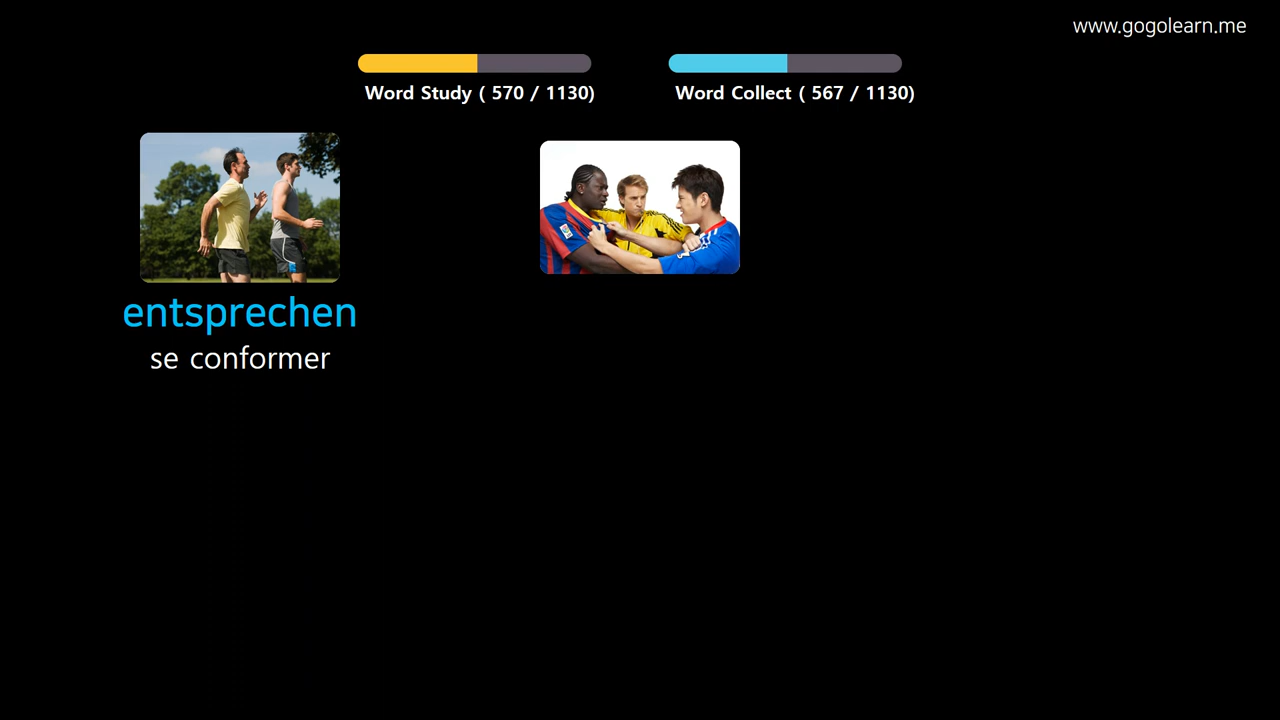 www.gogolearn.me
Word Study ( 570 / 1130)
Word Collect ( 567 / 1130)
entsprechen
se conformer